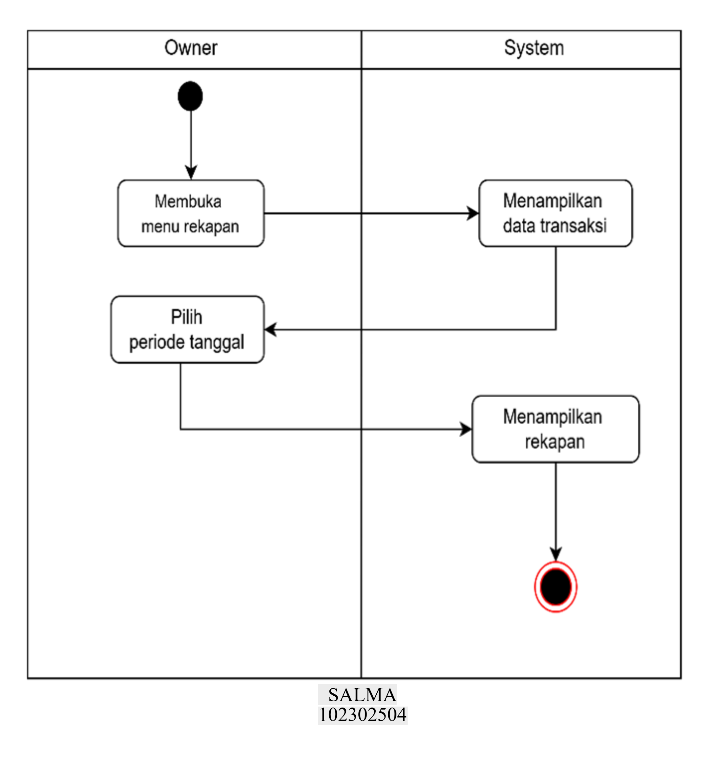 Owner
System
Membuka
menu rekapan
Menampilkan
data transaksi
Pilih
periode tanggal
Menampilkan
rekapan
SALMA
102302504